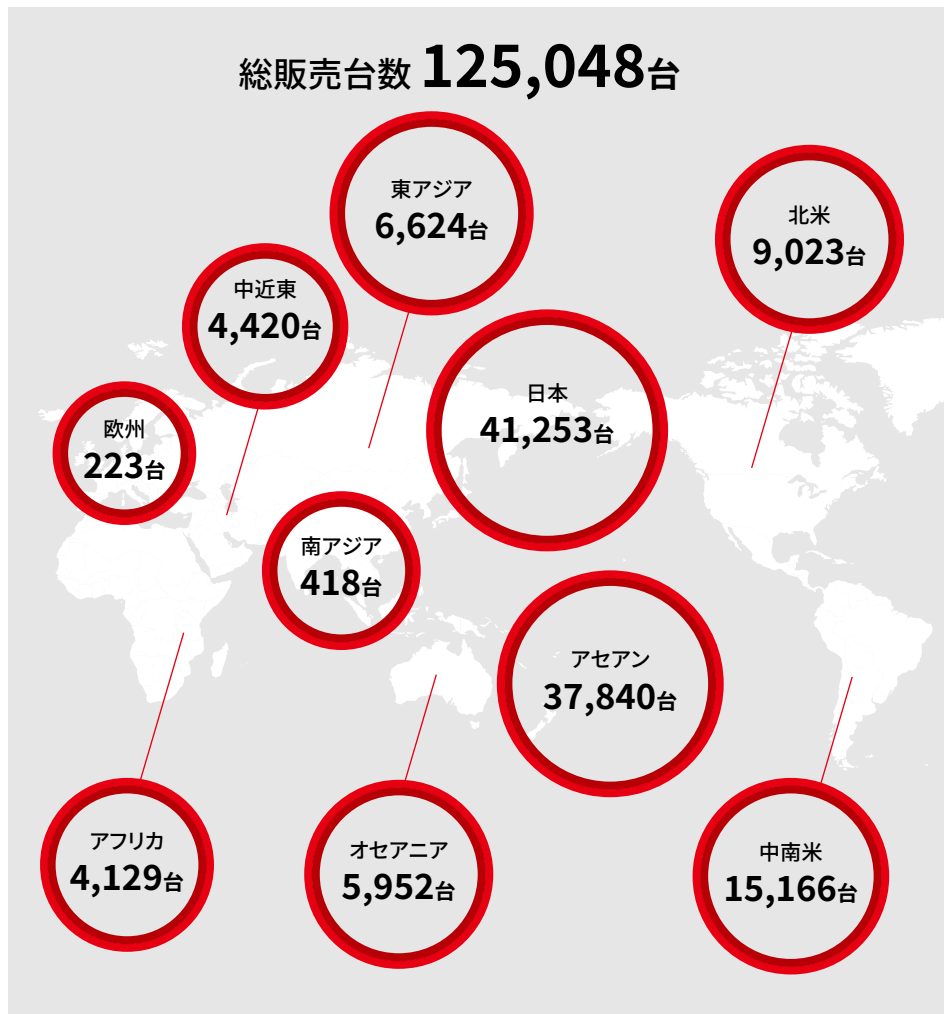 総販売台数 125,048台
東アジア
6,624台
北米
9,023台
中近東
4,420台
日本
41,253台
欧州
223台
南アジア
418台
アセアン
37,840台
アフリカ
4,129台
オセアニア
5,952台
中南米
15,166台